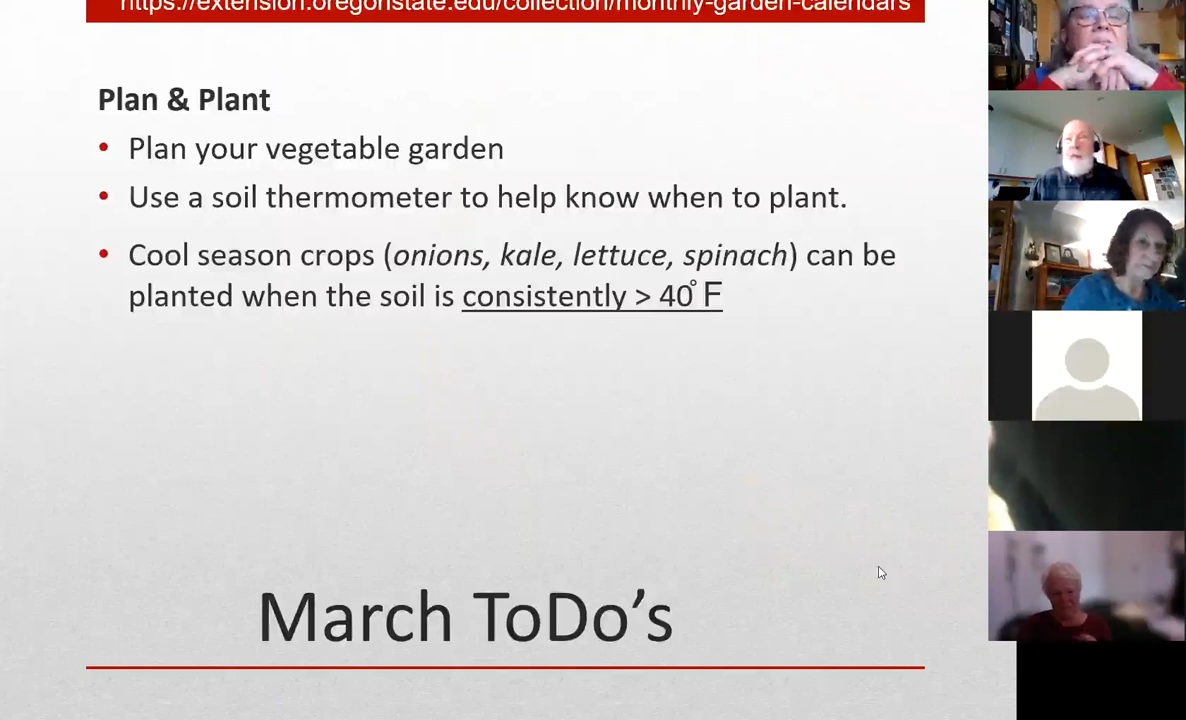 https://extension.oregonstate.edu/collection/monthly-garden-calendars
Plan & Plant
• Plan your vegetable garden
• Use a soil thermometer to help know when to plant.
• Cool season crops (onions, kale, lettuce, spinach) can be
planted when the soil is consistently > 40° F
March ToDo’s